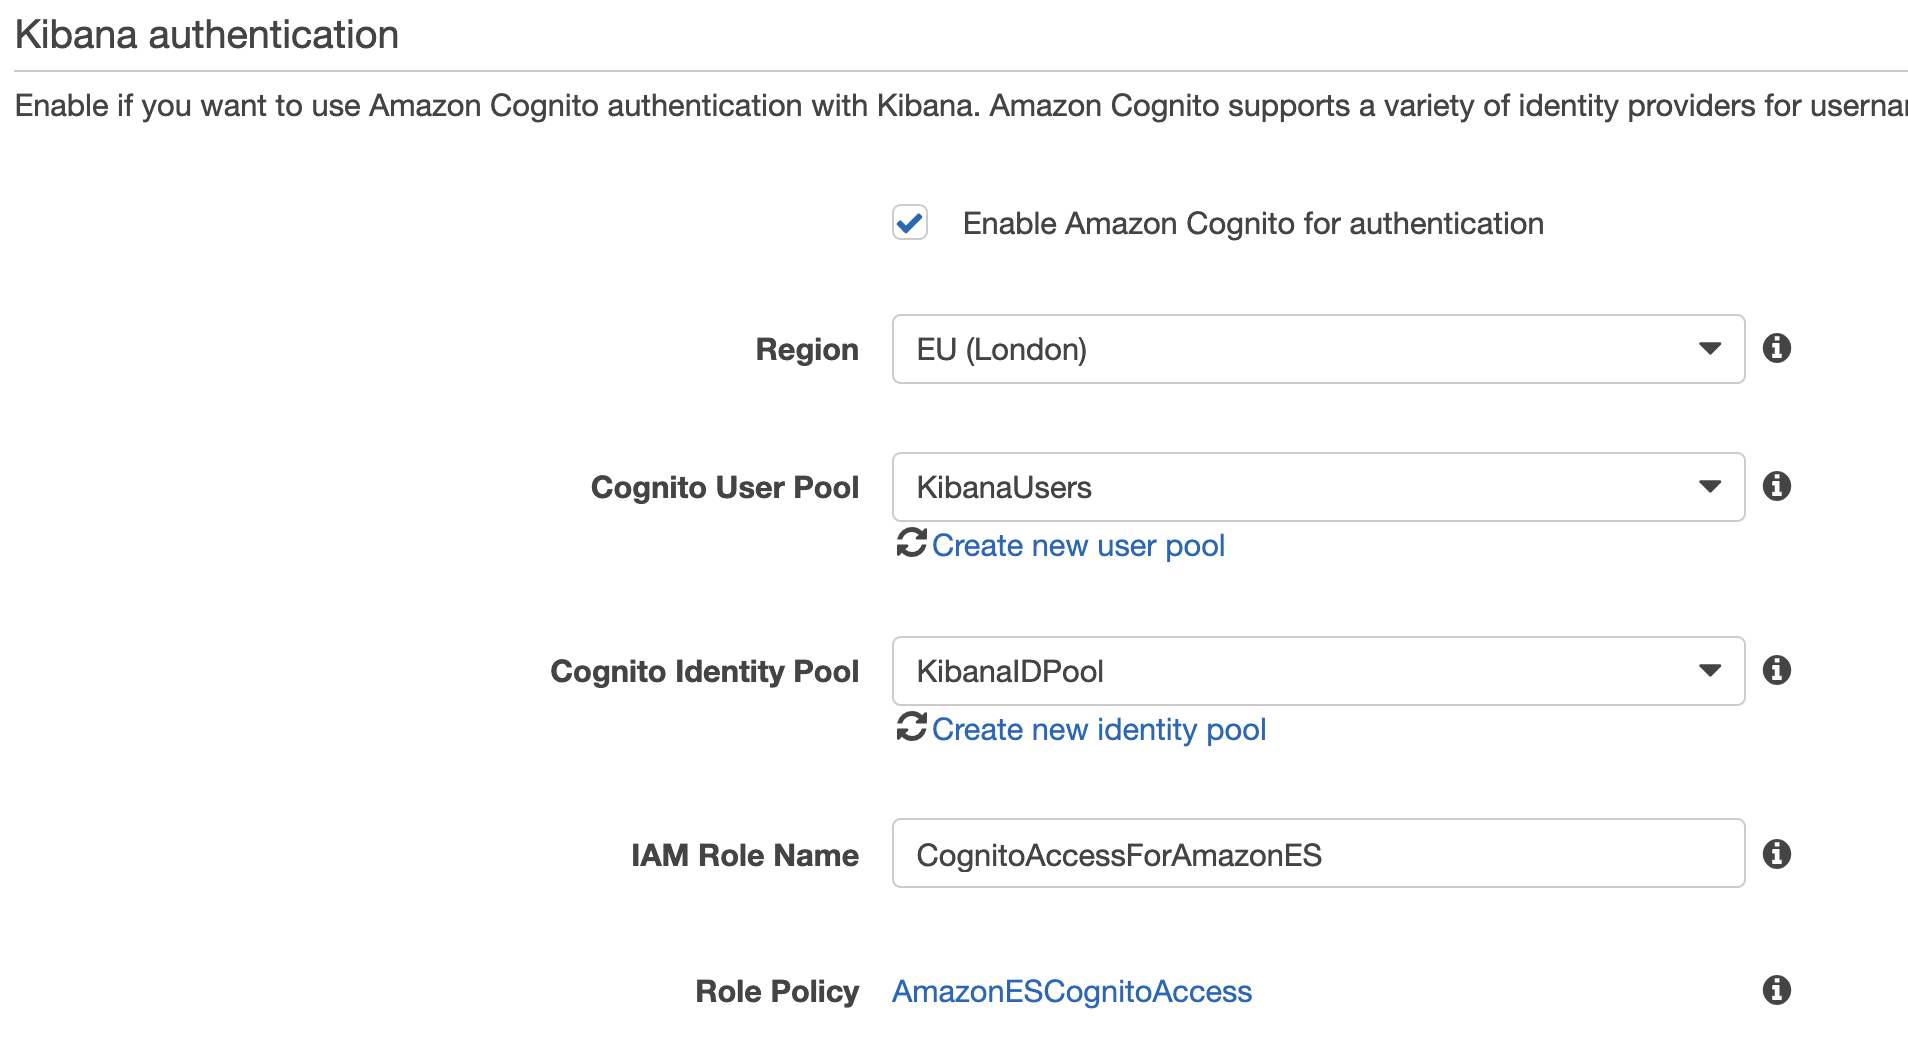 Kibana authentication
Enable if you want to use Amazon Cognito authentication with Kibana. Amazon Cognito supports a variety of identity providers for
Enable Amazon Cognito for authentication
Region EU (London)
Cognito User Pool KibanaUsers
Create new user pool
Cognito Identity Pool KibanaIDPool
Create new identity pool
IAM Role Name CognitoAccessForAmazonES
Role Policy AmazonESCognitoAccess